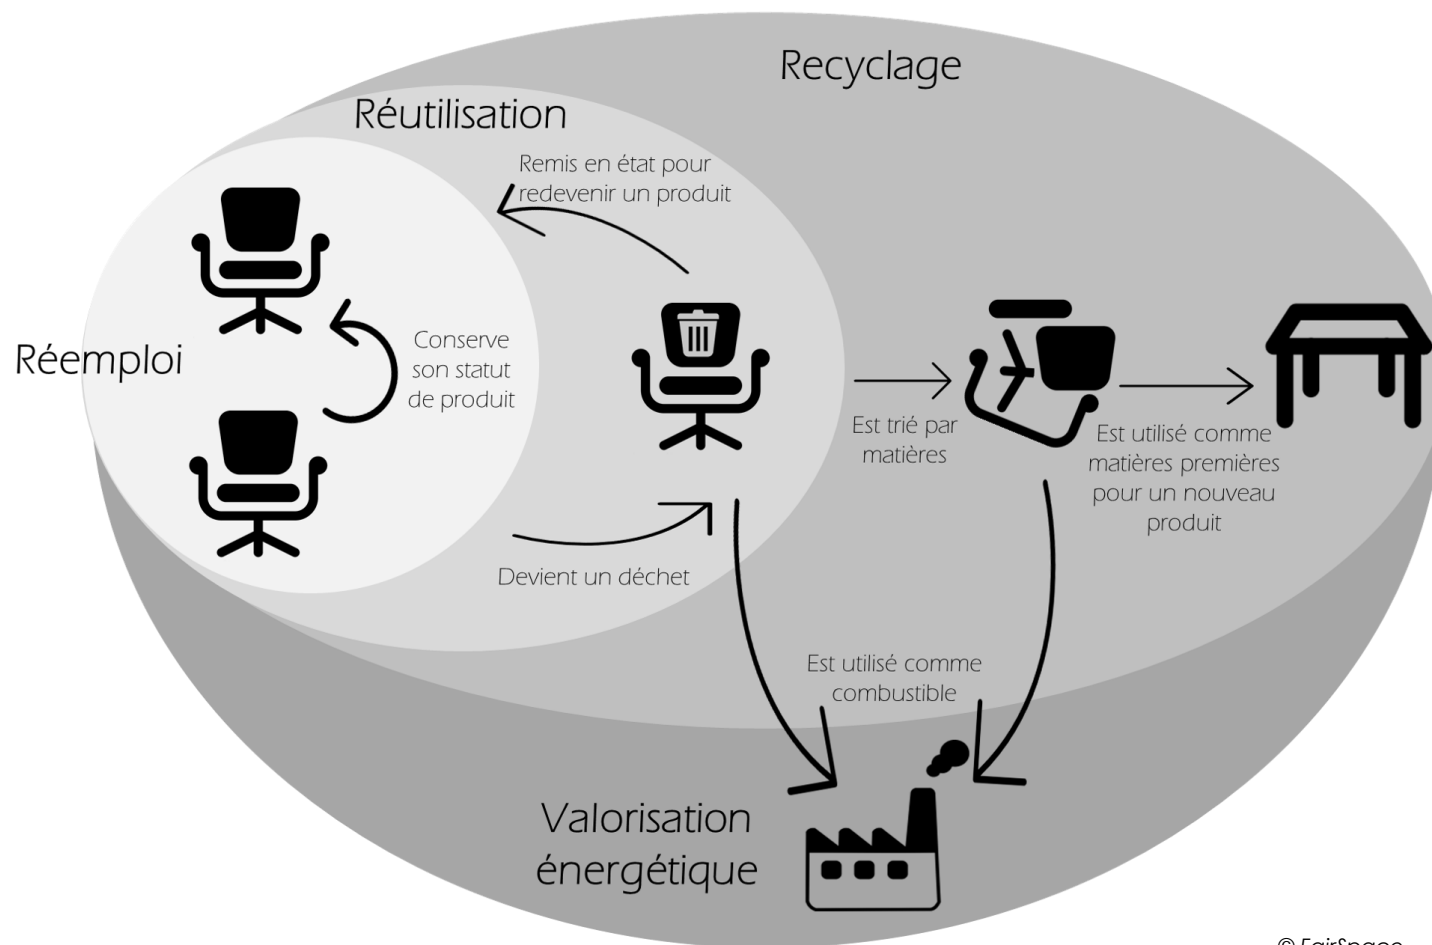 Recyclage
Réutilisation
Remis en état pour
redevenir un produit
Réemploi
Conserve
son statut
de produit
Est trié par
matières
Est utilisé comme
matières premières
pour un nouveau
produit
Devient un déchet
Est utilisé comme
combustible
Valorisation
énergétique
© FairSpace